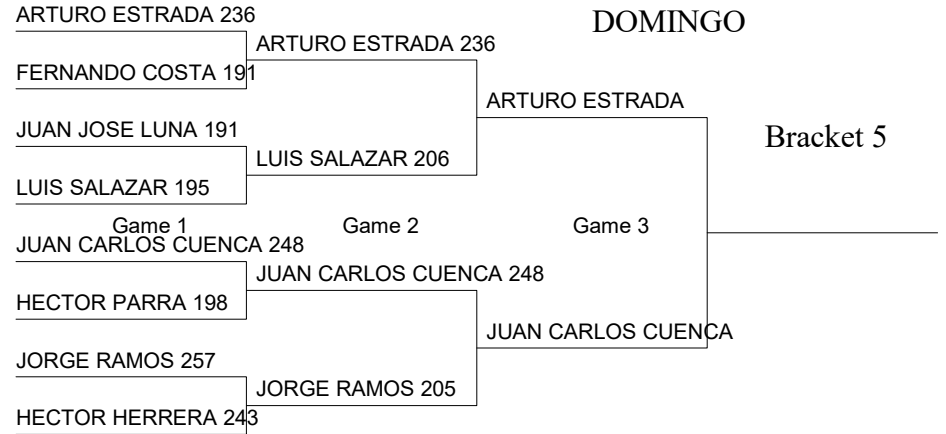 ARTURO ESTRADA 236
DOMINGO
ARTURO ESTRADA 236
FERNANDO COSTA 191
ARTURO ESTRADA
JUAN JOSE LUNA 191
Bracket 5
LUIS SALAZAR 206
LUIS SALAZAR 195
Game 1
Game 2
Game 3
JUAN CARLOS CUENCA 248
JUAN CARLOS CUENCA 248
HECTOR PARRA 198
JUAN CARLOS CUENCA
JORGE RAMOS 257
JORGE RAMOS 205
HECTOR HERRERA 243